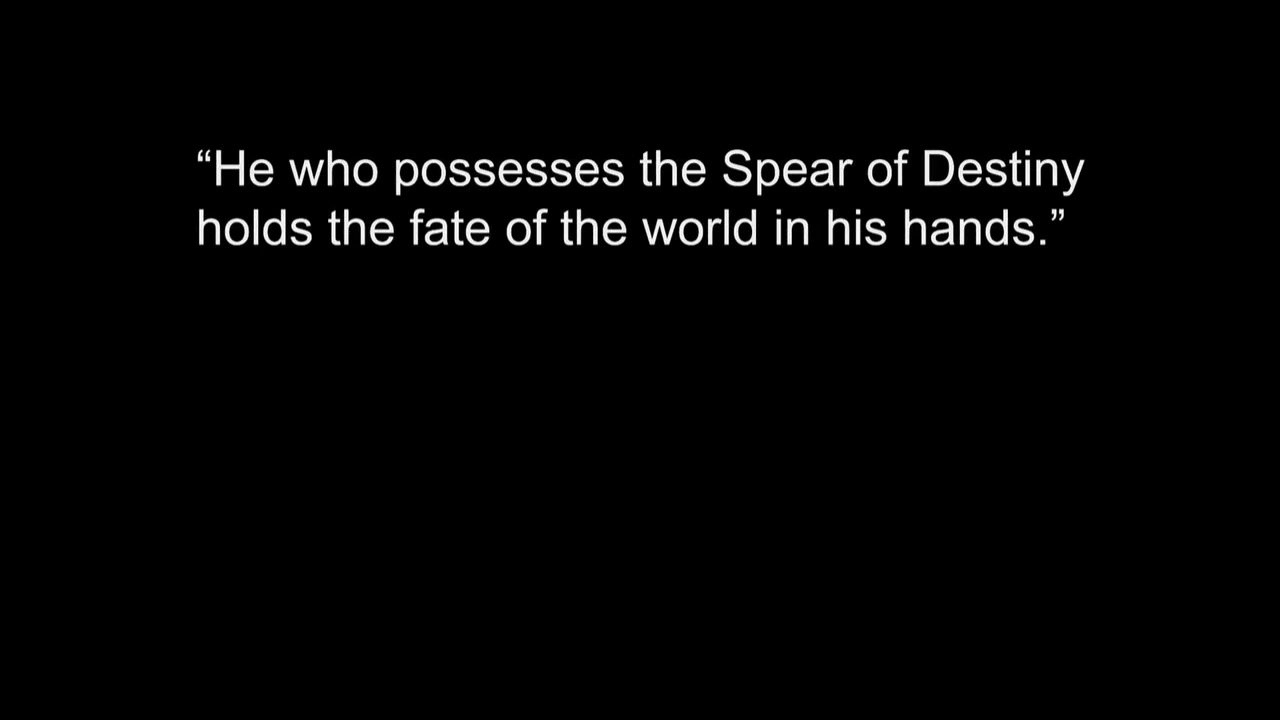 “He who possesses the Spear of Destiny
holds the fate of the world in his hands.”